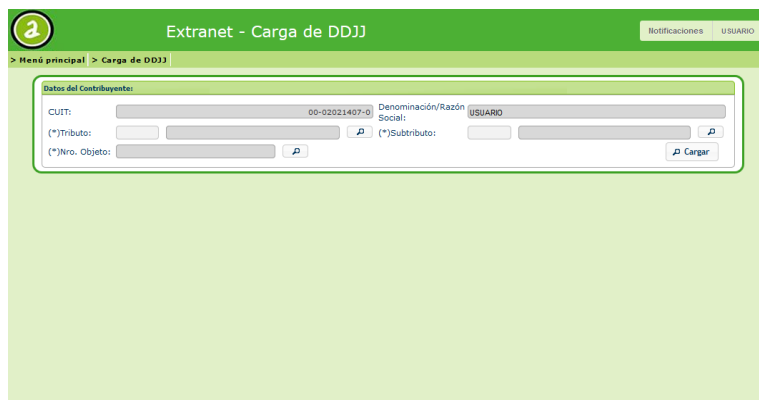 a
Extranet - Carga de DDJJ
Notificaciones USUARIO
> Menú principal > Carga de DDJJ
Datos del Contribuyente:
CUIT: 00-02021407-0 Denominación/Razón Social: USUARIO
(*)Tributo: (*)Subtributo:
(*)Nro. Objeto: Cargar